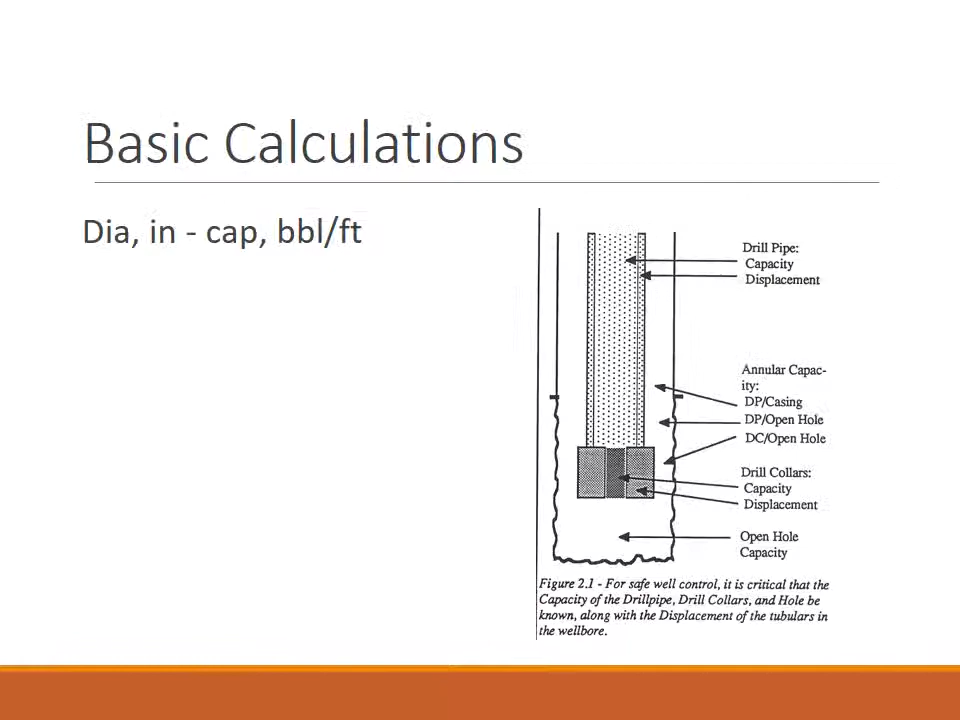 Basic Calculations
Dia, in - cap, bbl/ft
Drill Pipe:
Capacity
Displacement
Annular Capac-
ity:
DP/Casing
DP/Open Hole
DC/Open Hole
Drill Collars:
Capacity
Displacement
Open Hole
Capacity
Figure 2.1 - For safe well control, it is critical that the
Capacity of the Drillpipe, Drill Collars, and Hole be
known, along with the Displacement of the tubulars in
the wellbore.